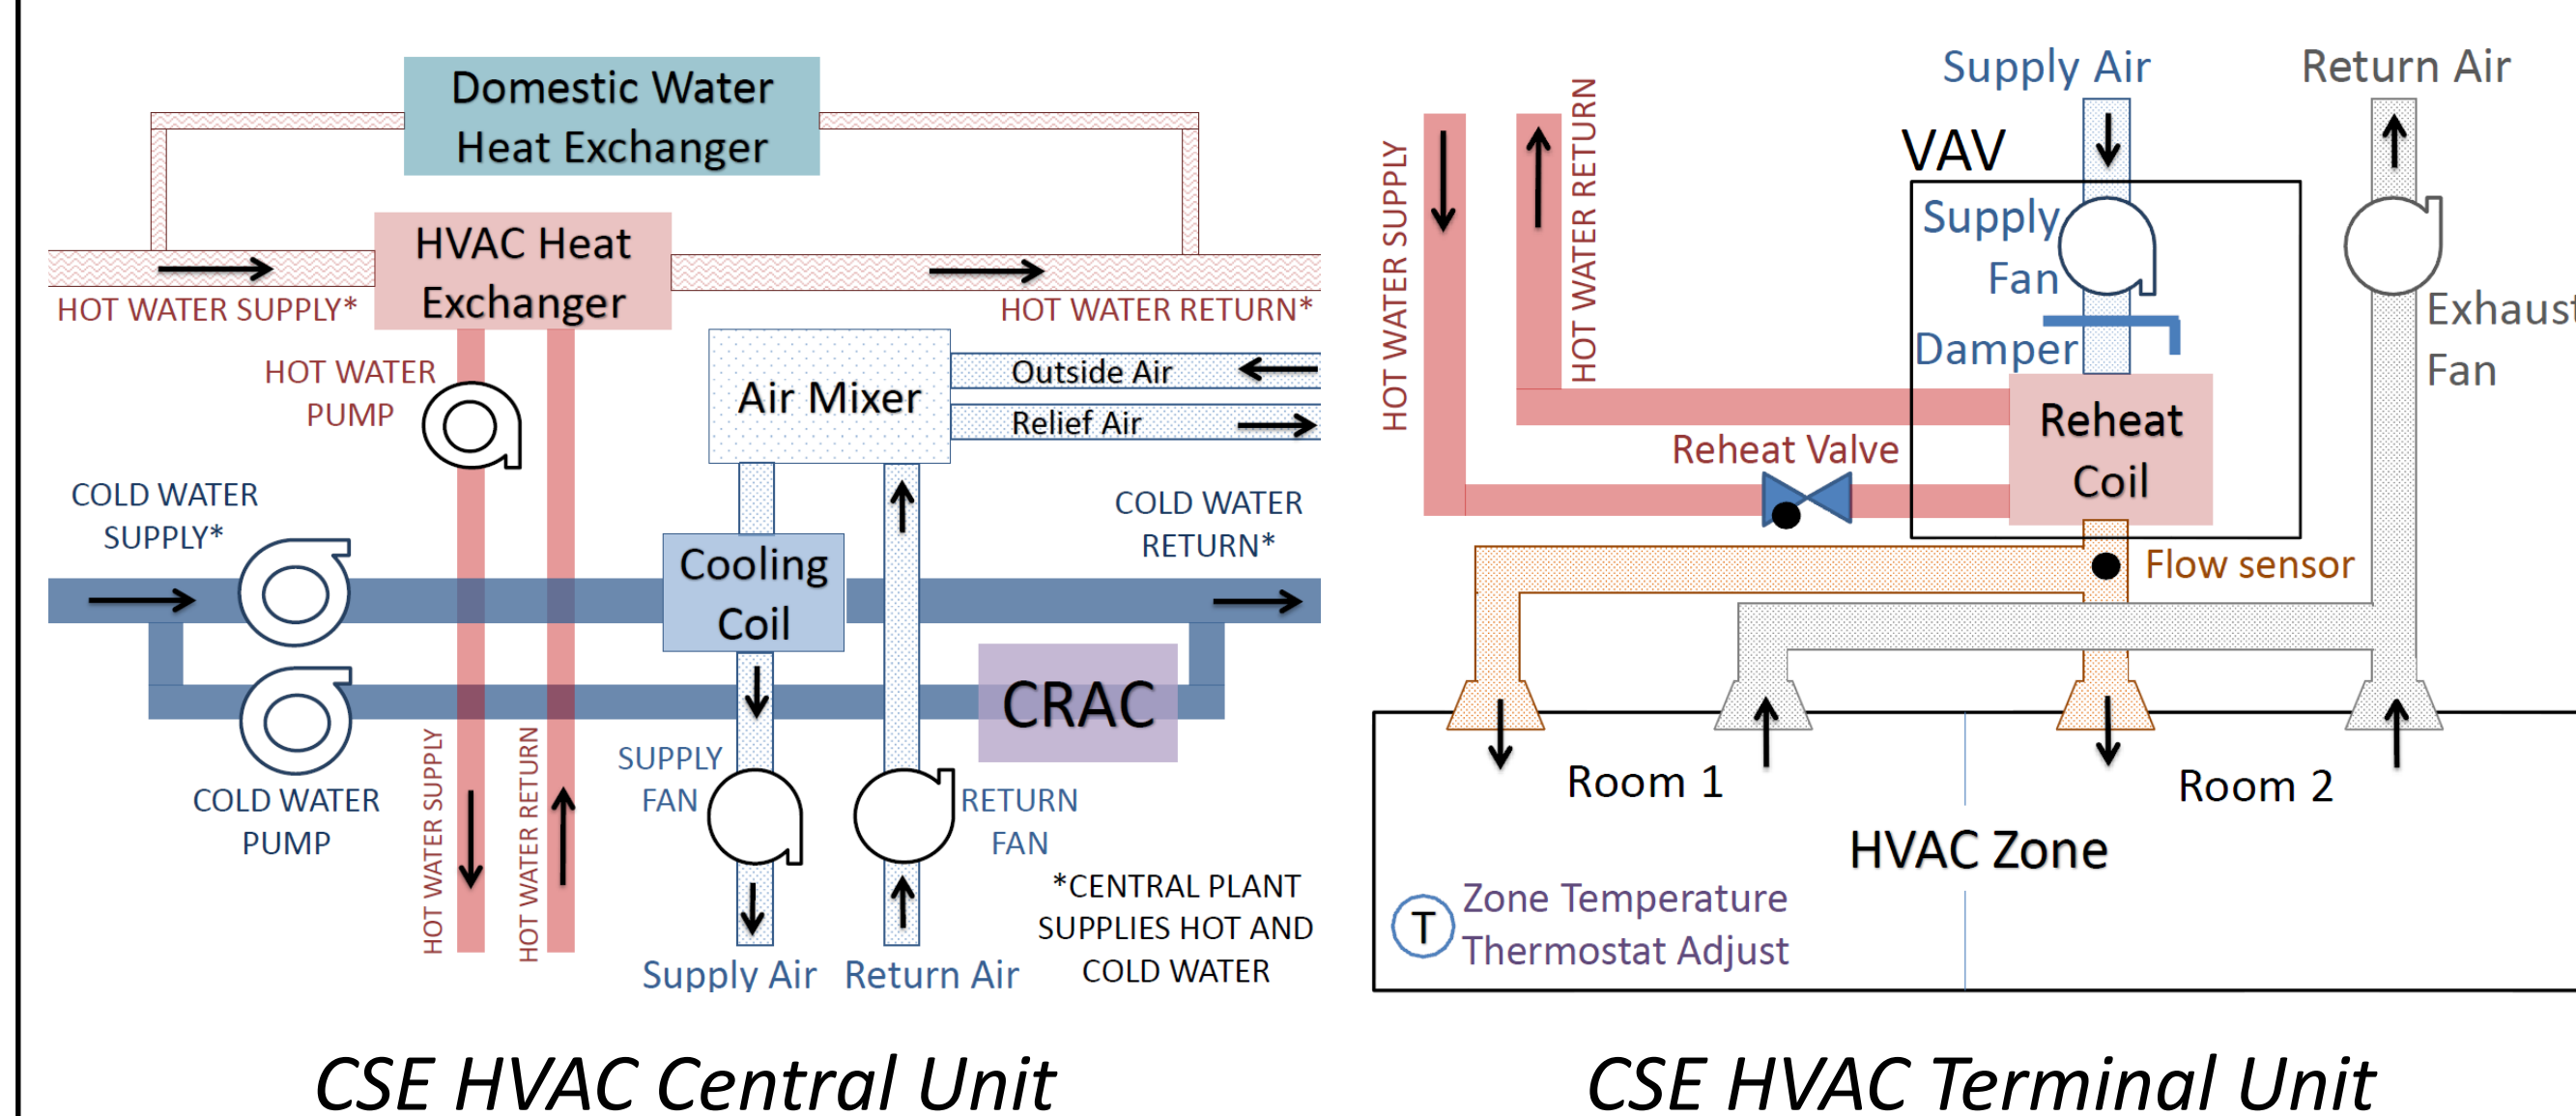 Domestic Water
Heat Exchanger
HVAC Heat
Exchanger
HOT WATER SUPPLY*
HOT WATER RETURN*
HOT WATER
PUMP
Air Mixer
Outside Air
Relief Air
COLD WATER
SUPPLY*
COLD WATER
RETURN*
Cooling
Coil
CRAC
COLD WATER
PUMP
HOT WATER SUPPLY
HOT WATER RETURN
SUPPLY
FAN
RETURN
FAN
*CENTRAL PLANT
SUPPLIES HOT AND
COLD WATER
Supply Air
Return Air
CSE HVAC Central Unit
Supply Air
Return Air
HOT WATER SUPPLY
HOT WATER RETURN
VAV
Supply
Fan
Damper
Exhaust
Fan
Reheat
Coil
Reheat Valve
Flow sensor
Room 1
Room 2
HVAC Zone
T
Zone Temperature
Thermostat Adjust
CSE HVAC Terminal Unit